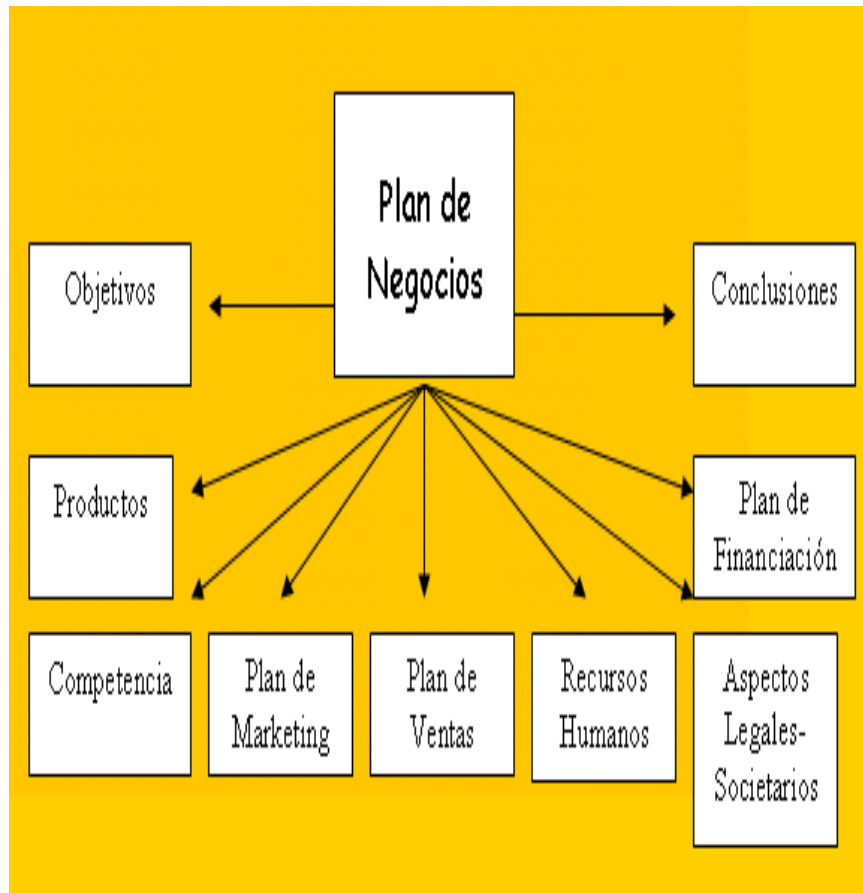 Plan de
Negocios
Objetivos
Conclusiones
Productos
Plan de
Financiación
Competencia
Plan de
Marketing
Plan de
Ventas
Recursos
Humanos
Aspectos
Legales-
Societarios